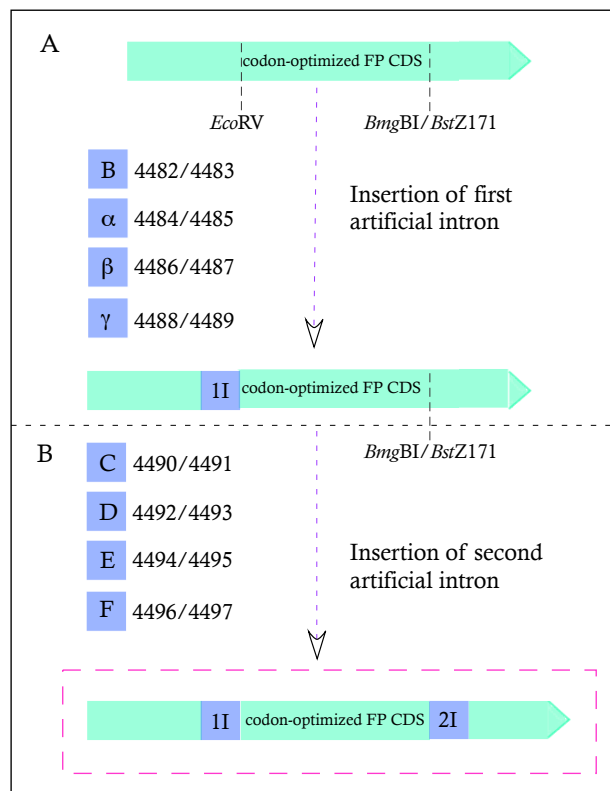 A
codon-optimized FP CDS
EcoRV
BmgBI/BstZ171
B 4482/4483
α 4484/4485
β 4486/4487
γ 4488/4489
Insertion of first
artificial intron
1I
codon-optimized FP CDS
BmgBI/BstZ171
B
C 4490/4491
D 4492/4493
E 4494/4495
F 4496/4497
Insertion of second
artificial intron
1I
codon-optimized FP CDS
2I